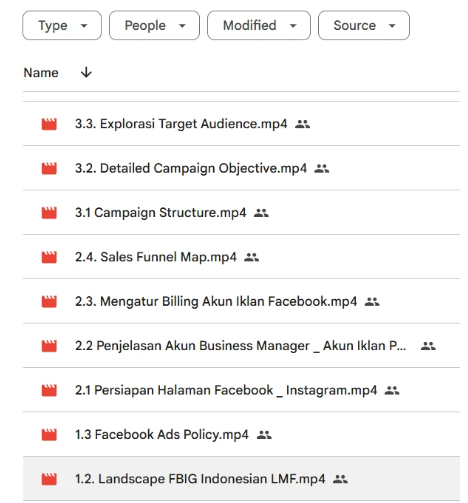 Type
People
Modified
Source
Name
3.3. Explorasi Target Audience.mp4
3.2. Detailed Campaign Objective.mp4
3.1 Campaign Structure.mp4
2.4. Sales Funnel Map.mp4
2.3. Mengatur Billing Akun Iklan Facebook.mp4
2.2 Penjelasan Akun Business Manager _ Akun Iklan P...
2.1 Persiapan Halaman Facebook _ Instagram.mp4
1.3 Facebook Ads Policy.mp4
1.2. Landscape FBIG Indonesian LMF.mp4